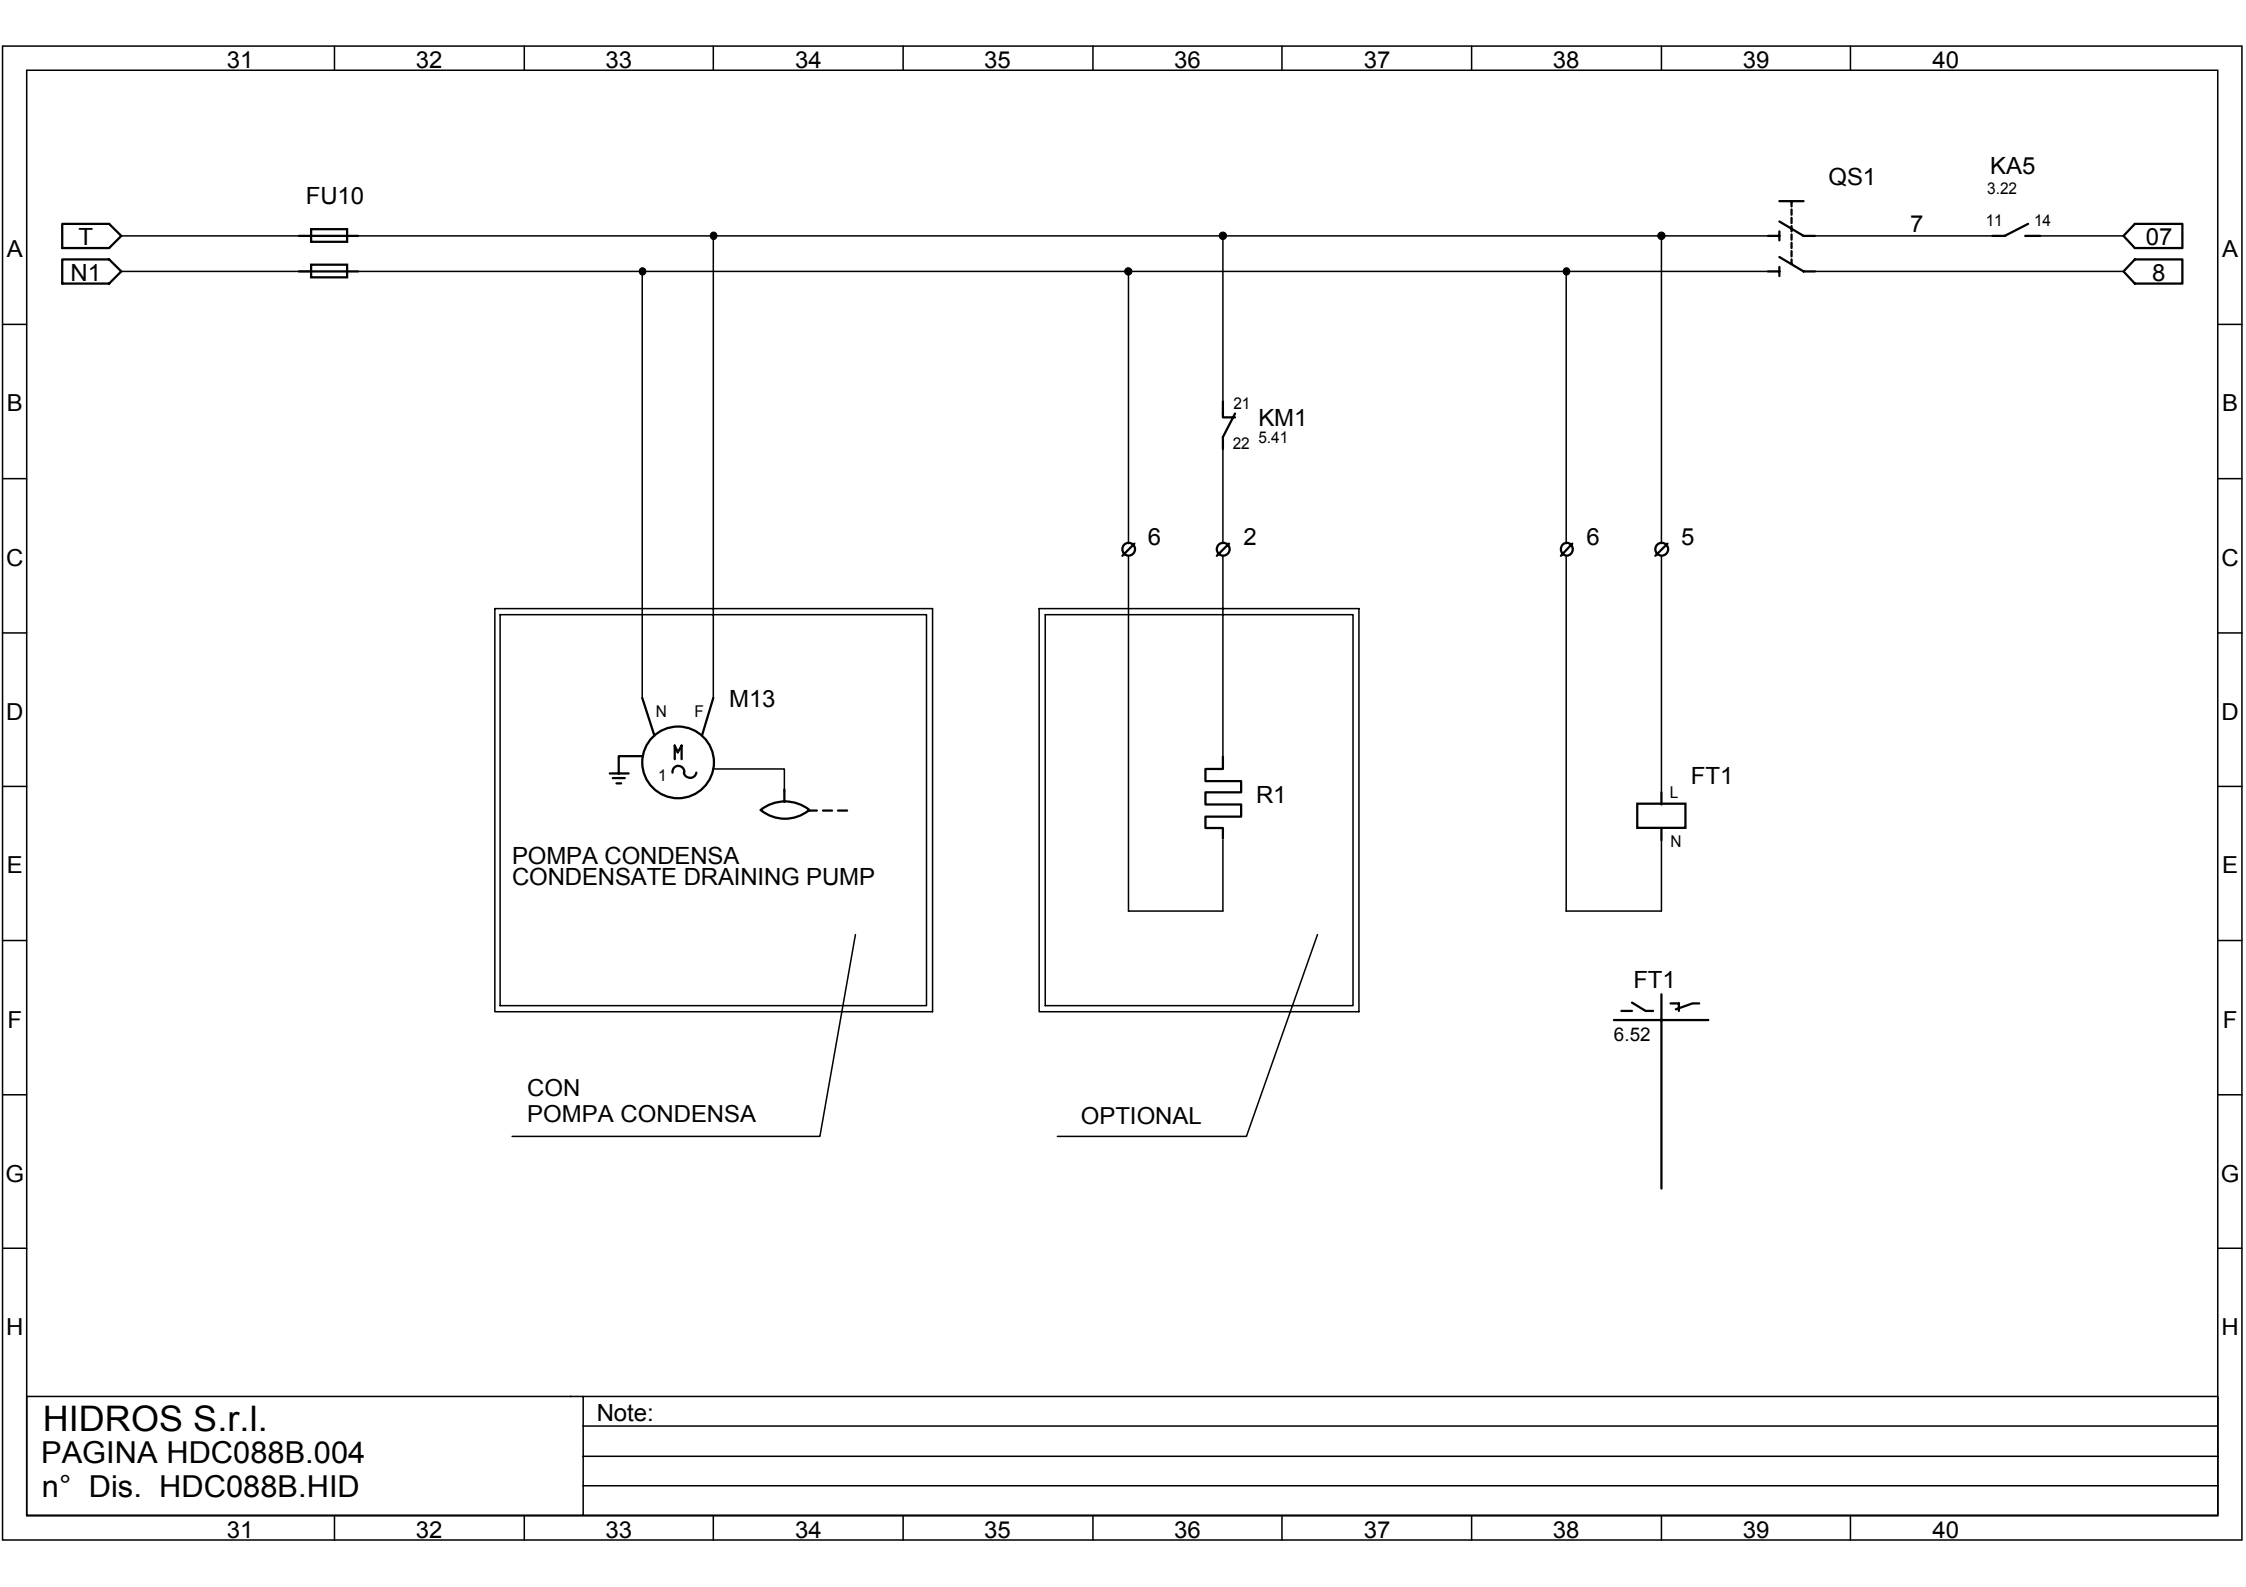 31 32 33 34 35 36 37 38 39 40
QS1 KA5
3.22
FU10
T 7 11 14 07
A A
N1 8
B B
21
KM1
22 5.41
6 2 6 5
C C
D D
N F M13
M
1
FT1
L
R1
N
POMPA CONDENSA
CONDENSATE DRAINING PUMP
E E
FT1
F F
6.52
CON
POMPA CONDENSA
OPTIONAL
G G
H H
HIDROS S.r.l.
PAGINA HDC088B.004
n° Dis. HDC088B.HID
Note:
31 32 33 34 35 36 37 38 39 40